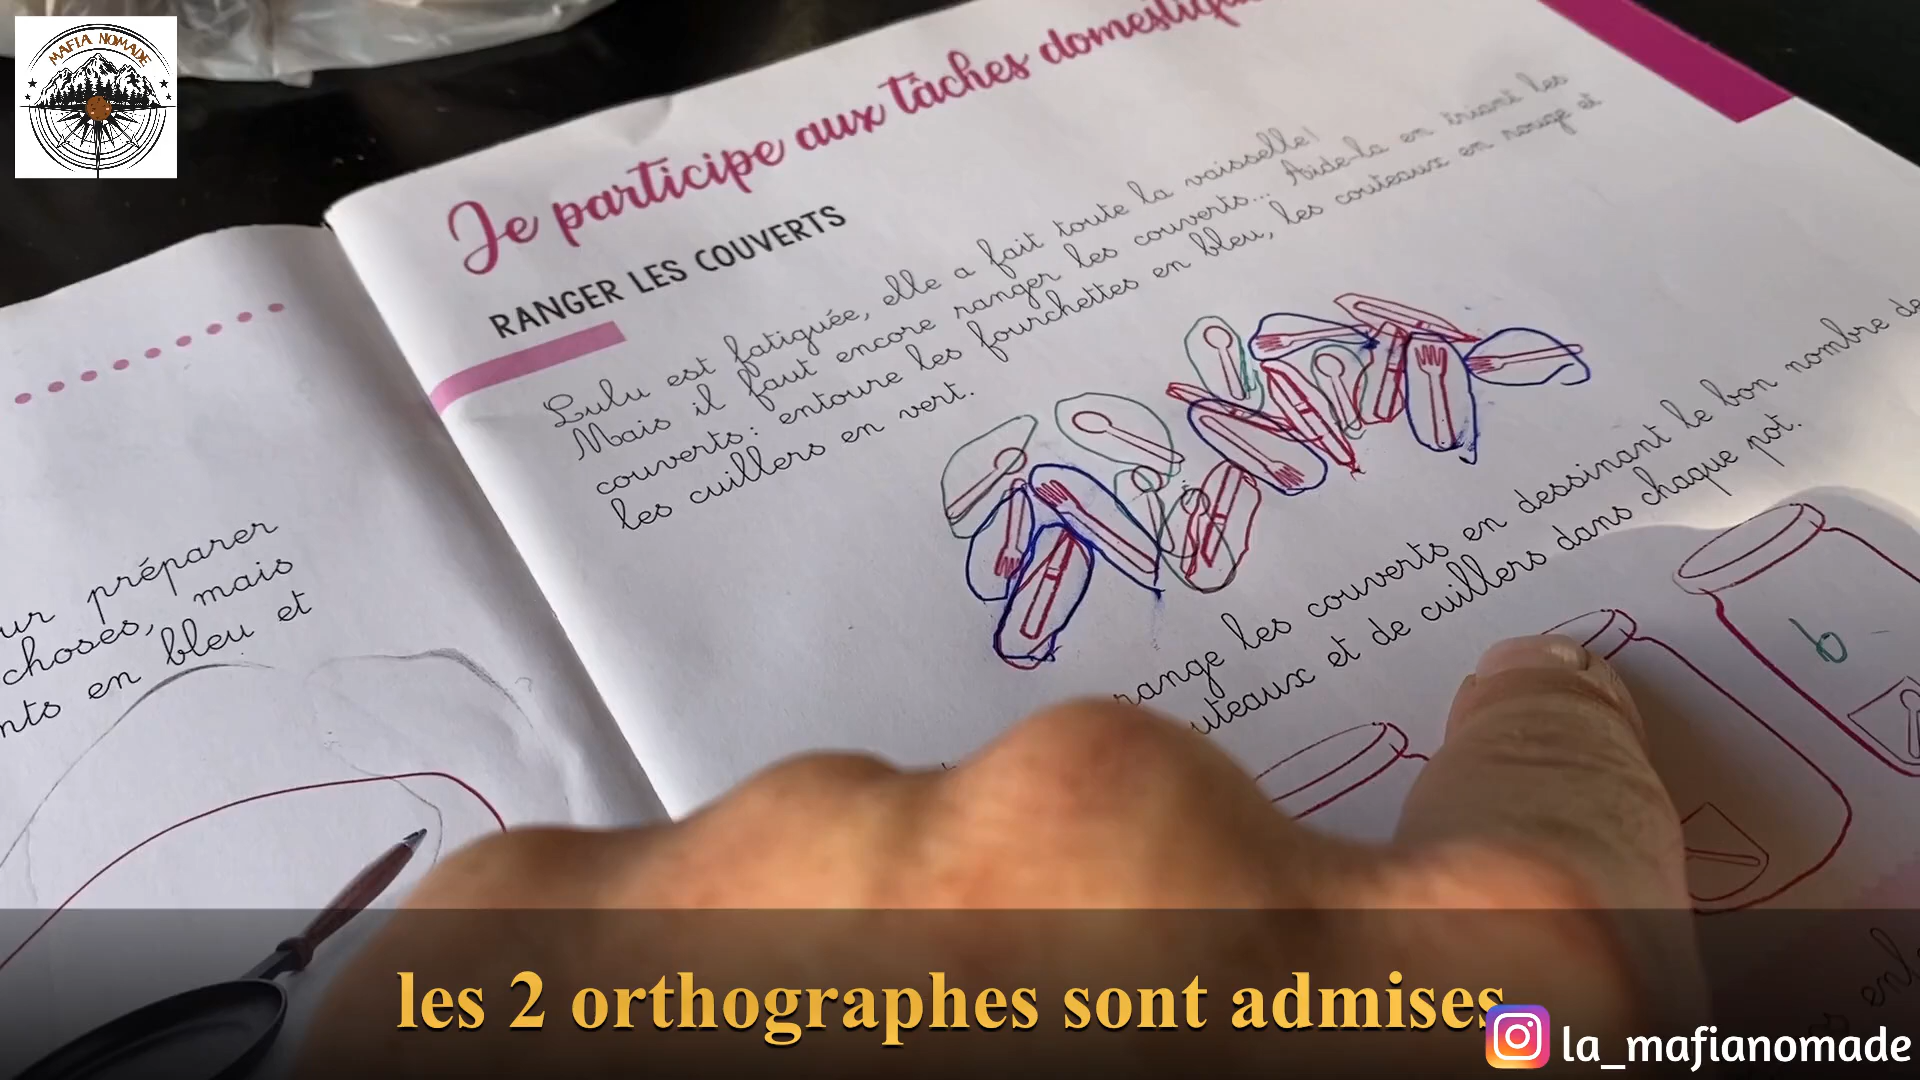 MAFIA NOMADE
Je participe aux tâches
RANGER LES COUVERTS
Lulu est fatiguée, elle a fait toute la vaisselle!
Mais il faut encore ranger les couverts... Aide-la en triant les
couverts: entoure les fourchettes en bleu, les couteaux en rouge et
les cuillers en vert.
range les couverts en dessinant le bon nombre de
et de cuillers dans chaque pot.
6
préparer
choses, mais
en bleu et
les 2 orthographes sont admises
la_mafianomade